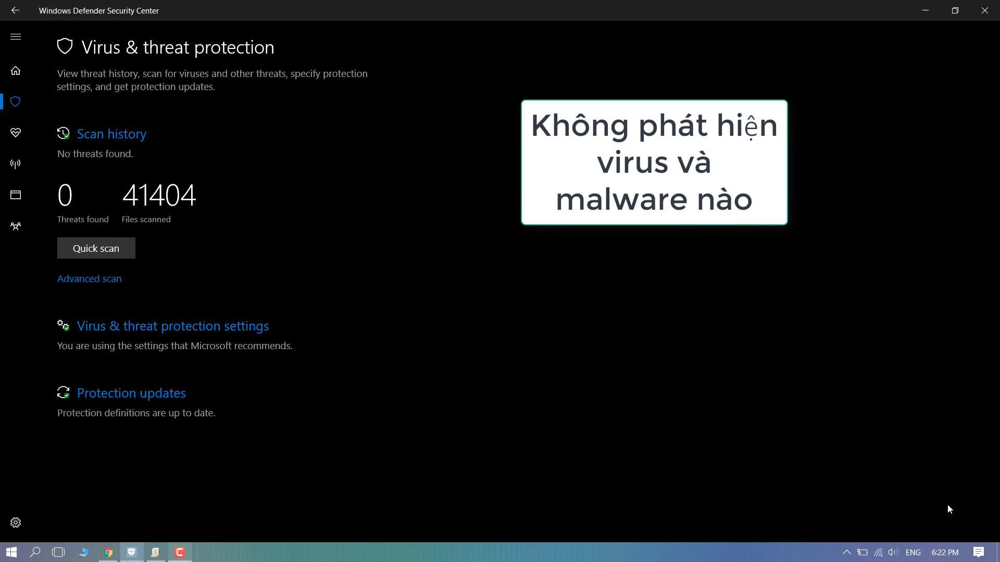 Windows Defender Security Center
Virus & threat protection
View threat history, scan for viruses and other threats, specify protection
settings, and get protection updates.
Scan history
No threats found.
0 41404
Threats found Files scanned
Quick scan
Advanced scan
Virus & threat protection settings
You are using the settings that Microsoft recommends.
Protection updates
Protection definitions are up to date.
Không phát hiện
virus và
malware nào
ENG 6:22 PM